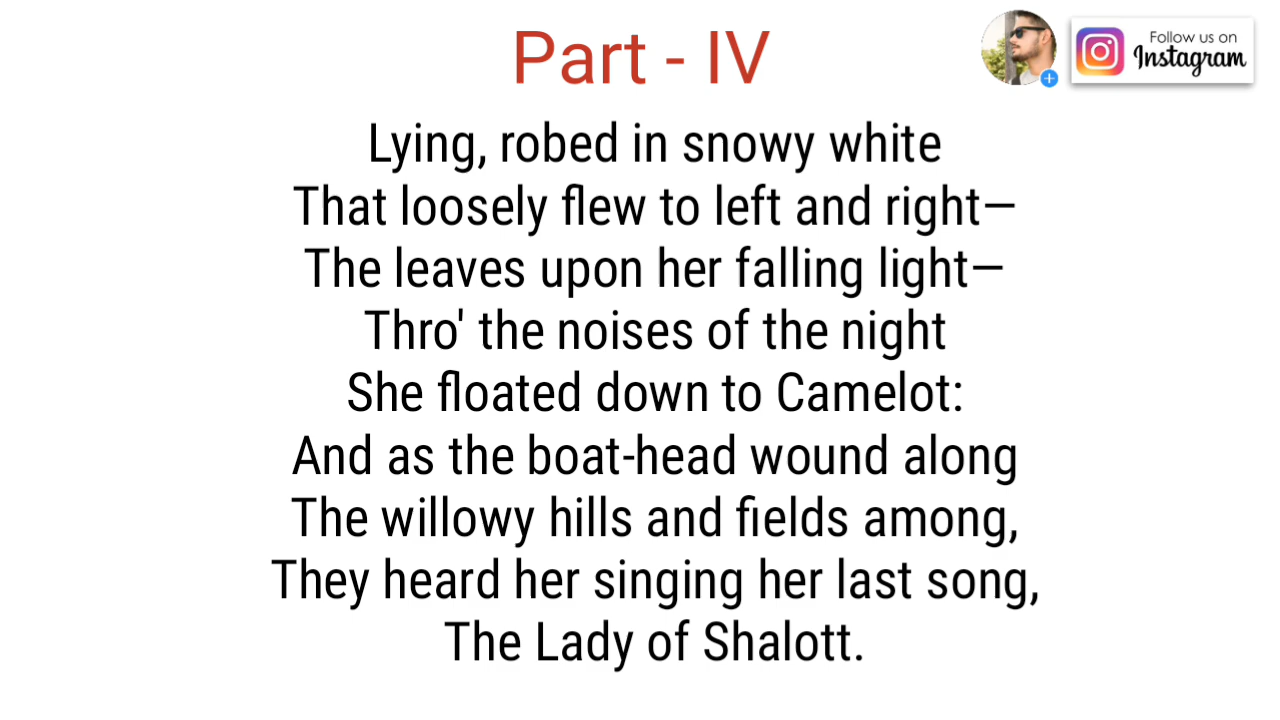 Part - IV
Follow us on
Instagram
Lying, robed in snowy white
That loosely flew to left and right—
The leaves upon her falling light—
Thro' the noises of the night
She floated down to Camelot:
And as the boat-head wound along
The willowy hills and fields among,
They heard her singing her last song,
The Lady of Shalott.